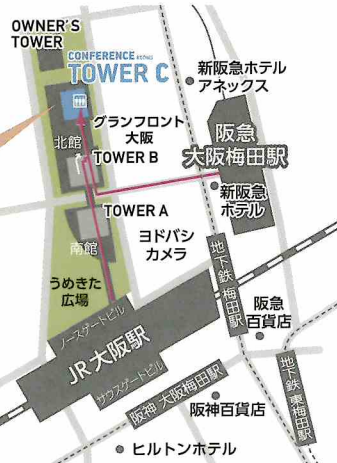 OWNER'S
TOWER
CONFERENCE
TOWER C
新阪急ホテル
アネックス
グランフロント
大阪
北館
阪急
大阪梅田駅
TOWER B
新阪急
ホテル
TOWER A
南館
ヨドバシ
カメラ
うめきた
広場
地下鉄 梅田駅
ノースゲートビル
JR大阪駅
サウスゲートビル
阪急
百貨店
阪神 大阪梅田駅
地下鉄 東梅田駅
阪神百貨店
ヒルトンホテル